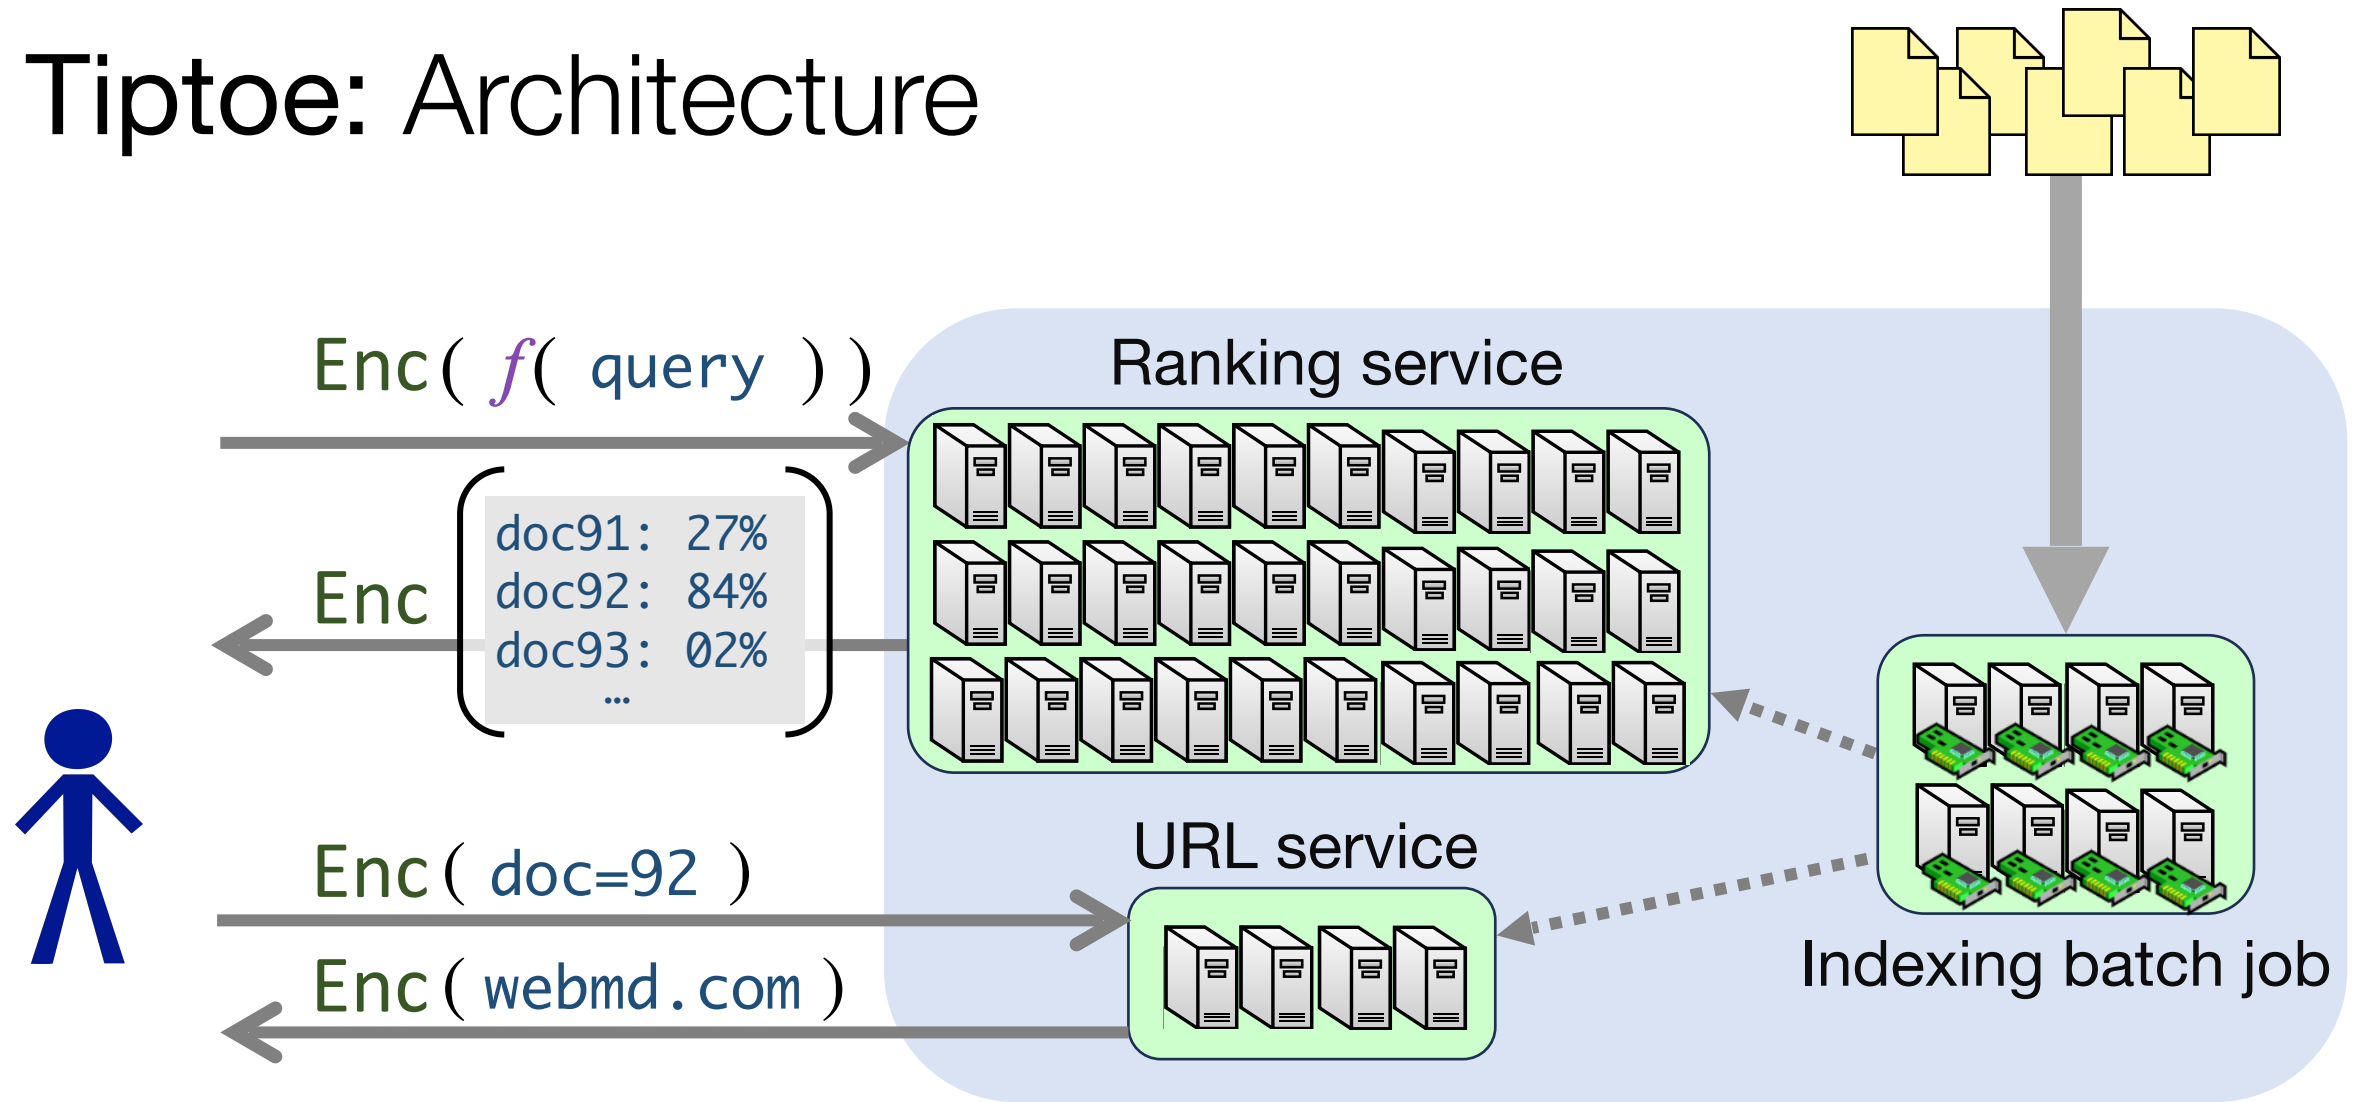 Tiptoe: Architecture
Enc( f( query ) )
Ranking service
Enc
doc91: 27%
doc92: 84%
doc93: 02%
…
URL service
Enc( doc=92 )
Enc( webmd.com )
Indexing batch job